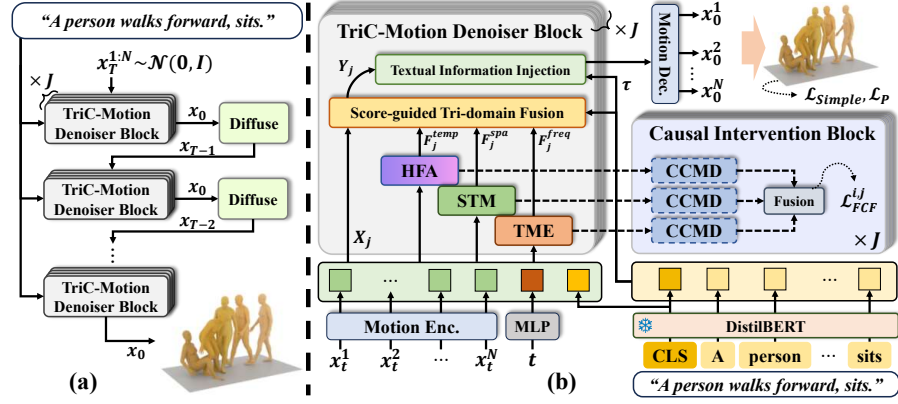 "A person walks forward, sits."
x_T^{1:N} ~ 𝒩(0, I)
× J
TriC-Motion
Denoiser Block
x_0
Diffuse
x_{T−1}
TriC-Motion
Denoiser Block
x_0
Diffuse
x_{T−2}
⋮
TriC-Motion
Denoiser Block
x_0
(a)
TriC-Motion Denoiser Block
× J
Y_j
Textual Information Injection
τ
Score-guided Tri-domain Fusion
F_j^{temp}
F_j^{spa}
F_j^{freq}
HFA
STM
TME
X_j
...
Motion Enc.
MLP
x_t^1
x_t^2
...
x_t^N
t
(b)
Motion Dec.
x_0^1
x_0^2
⋮
x_0^N
ℒ_{Simple}, ℒ_P
Causal Intervention Block
CCMD
CCMD
CCMD
Fusion
ℒ_{FCF}^{i,j}
× J
...
DistilBERT
CLS
A
person
...
sits
"A person walks forward, sits."